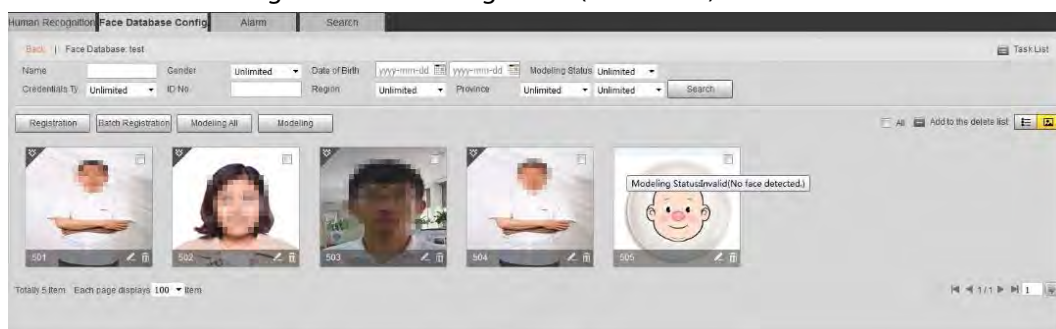 Human Recognition Face Database Config Alarm Search
Back | Face Database: test Task List
Name Gender Unlimited Date of Birth yyyy-mm-dd yyyy-mm-dd Modeling Status Unlimited
Credentials Ty Unlimited ID No. Region Unlimited Province Unlimited Unlimited Search
Registration Batch Registration Modeling All Modeling All Add to the delete list
Modeling Status:Invalid(No face detected.)
501 502 503 504 505
Totally 5 Item Each page displays 100 Item 1/1 1